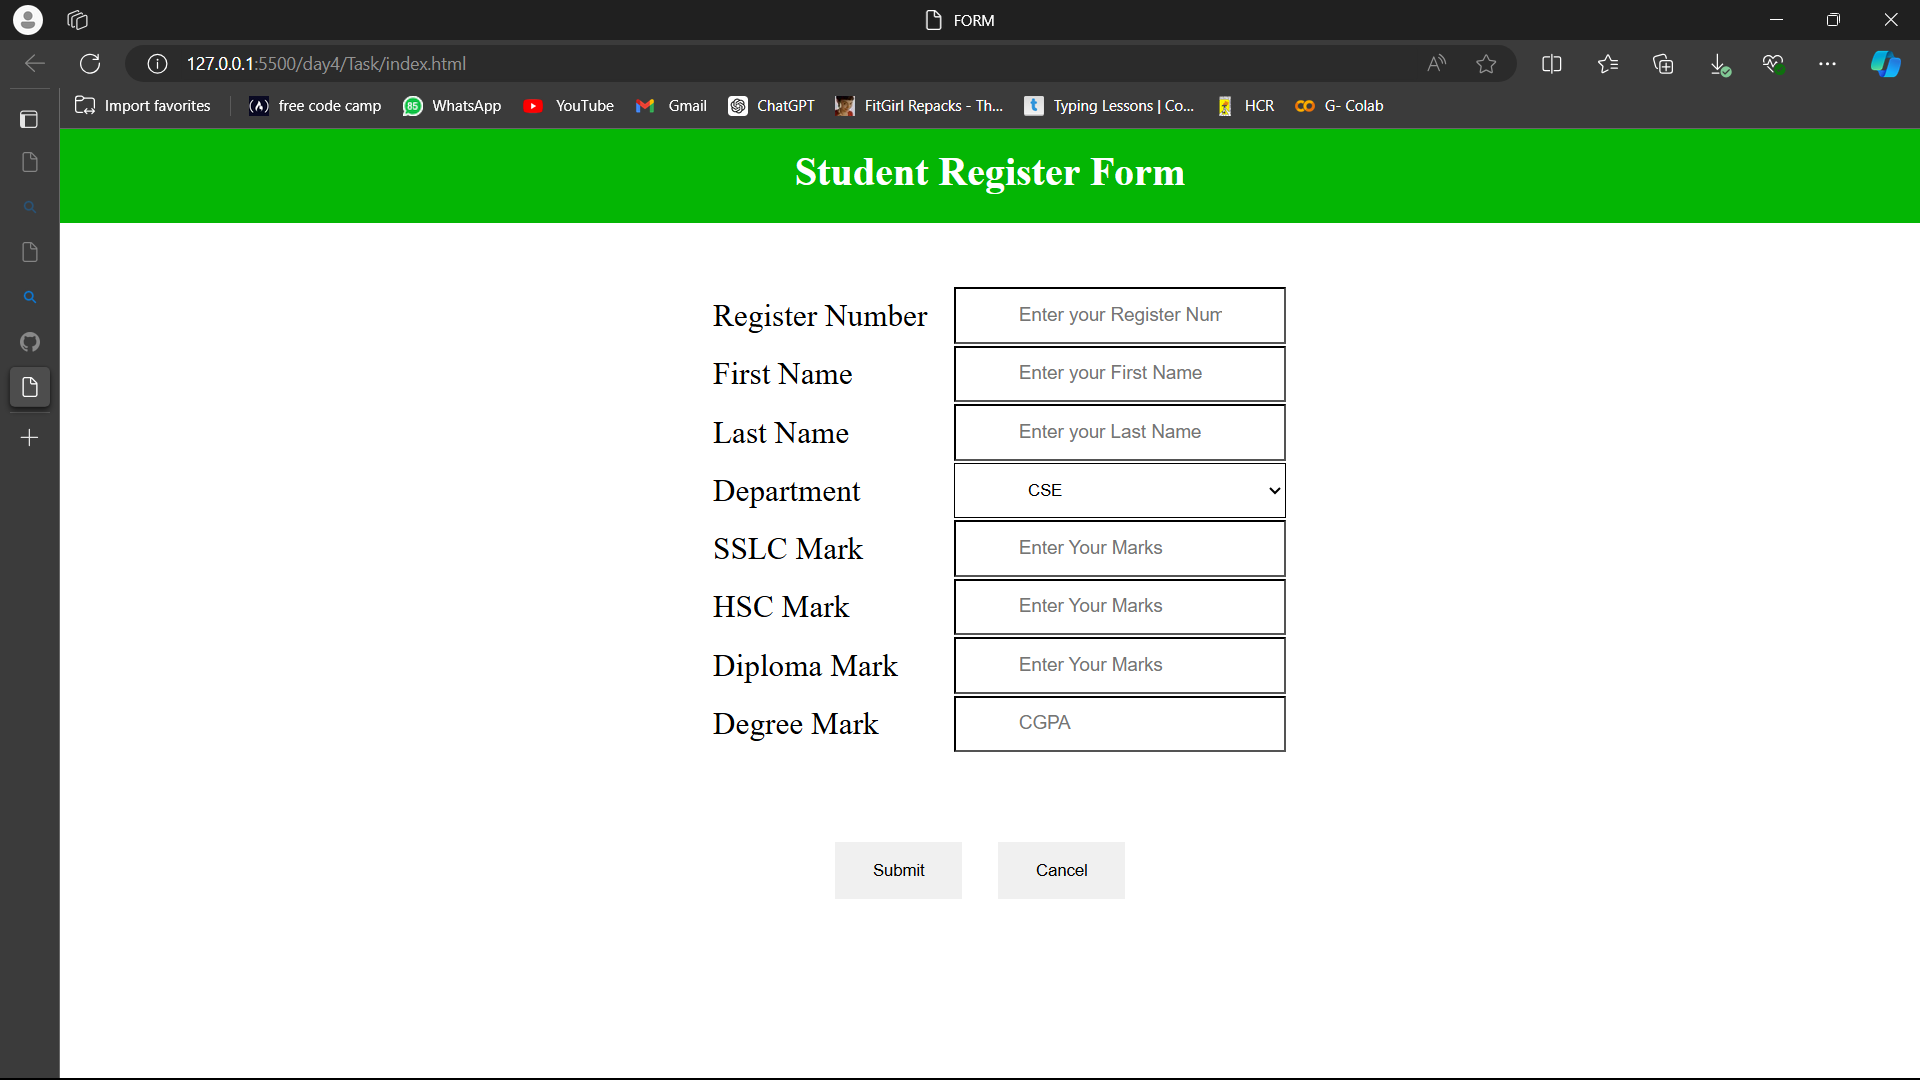 FORM
127.0.0.1:5500/day4/Task/index.html
Import favorites free code camp WhatsApp YouTube Gmail ChatGPT FitGirl Repacks - Th... Typing Lessons | Co... HCR G- Colab
Student Register Form
Register Number Enter your Register Num
First Name Enter your First Name
Last Name Enter your Last Name
Department CSE
SSLC Mark Enter Your Marks
HSC Mark Enter Your Marks
Diploma Mark Enter Your Marks
Degree Mark CGPA
Submit Cancel